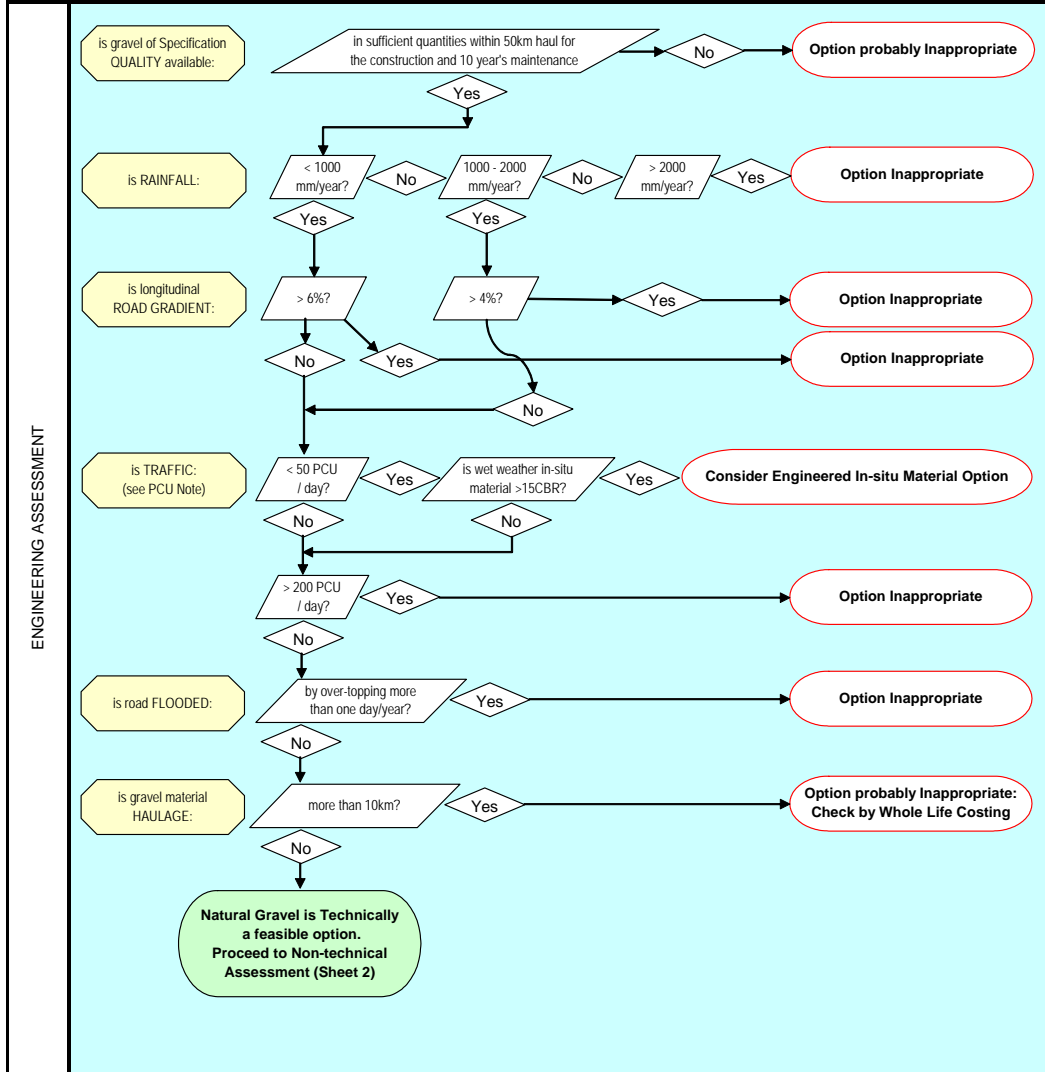 ENGINEERING ASSESSMENT
is gravel of Specification
QUALITY available:
in sufficient quantities within 50km haul for
the construction and 10 year's maintenance
No
Option probably Inappropriate
Yes
is RAINFALL:
< 1000
mm/year?
No
1000 - 2000
mm/year?
No
> 2000
mm/year?
Yes
Option Inappropriate
Yes
Yes
is longitudinal
ROAD GRADIENT:
> 6%?
> 4%?
Yes
Option Inappropriate
No
Yes
Option Inappropriate
No
is TRAFFIC:
(see PCU Note)
< 50 PCU
/ day?
Yes
is wet weather in-situ
material >15CBR?
Yes
Consider Engineered In-situ Material Option
No
No
> 200 PCU
/ day?
Yes
Option Inappropriate
No
is road FLOODED:
by over-topping more
than one day/year?
Yes
Option Inappropriate
No
is gravel material
HAULAGE:
more than 10km?
Yes
Option probably Inappropriate:
Check by Whole Life Costing
No
Natural Gravel is Technically
a feasible option.
Proceed to Non-technical
Assessment (Sheet 2)